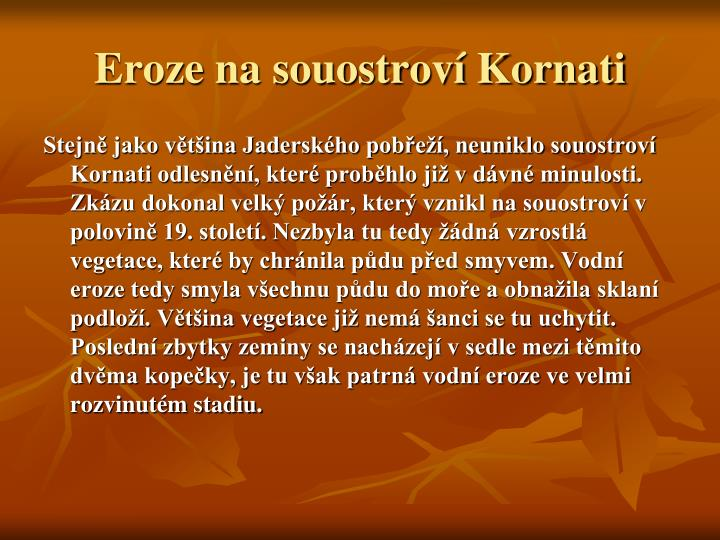 Eroze na souostroví Kornati
Stejně jako většina Jaderského pobřeží, neuniklo souostroví
Kornati odlesnění, které proběhlo již v dávné minulosti.
Zkázu dokonal velký požár, který vznikl na souostroví v
polovině 19. století. Nezbyla tu tedy žádná vzrostlá
vegetace, které by chránila půdu před smyvem. Vodní
eroze tedy smyla všechnu půdu do moře a obnažila sklaní
podloží. Většina vegetace již nemá šanci se tu uchytit.
Poslední zbytky zeminy se nacházejí v sedle mezi těmito
dvěma kopečky, je tu však patrná vodní eroze ve velmi
rozvinutém stadiu.